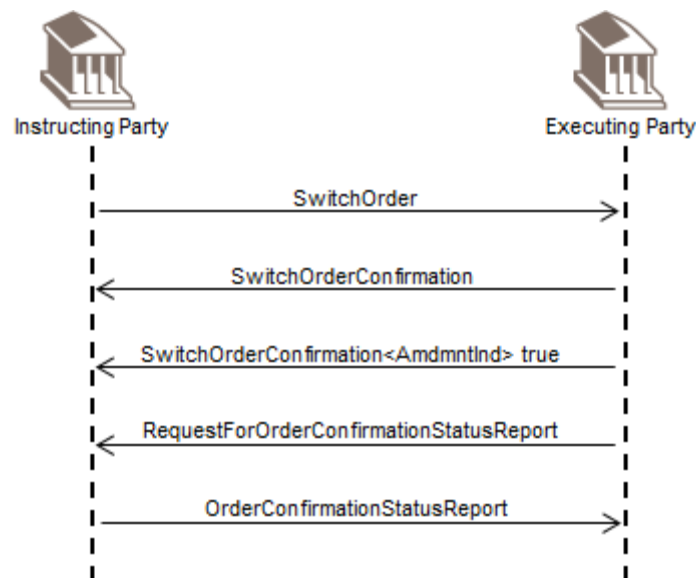 Instructing Party
Executing Party
SwitchOrder
SwitchOrderConfirmation
SwitchOrderConfirmation<AmdmntInd> true
RequestForOrderConfirmationStatusReport
OrderConfirmationStatusReport